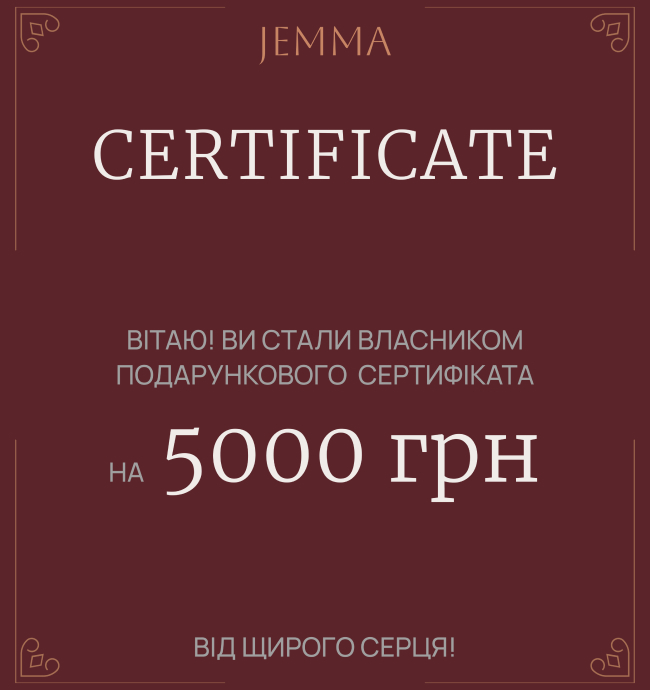 JEMMA
CERTIFICATE
ВІТАЮ! ВИ СТАЛИ ВЛАСНИКОМ
ПОДАРУНКОВОГО СЕРТИФІКАТА
НА 5000 грн
ВІД ЩИРОГО СЕРЦЯ!